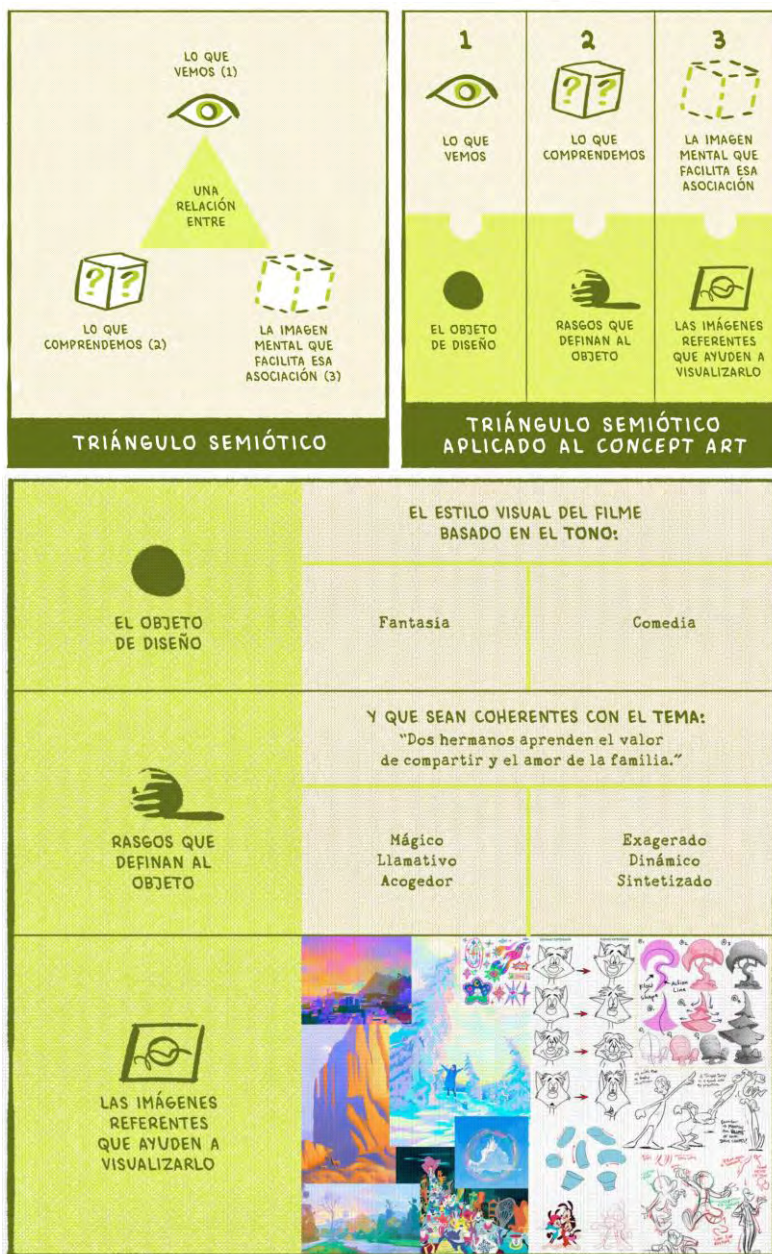 LO QUE
VEMOS (1)
UNA
RELACIÓN
ENTRE
LO QUE
COMPRENDEMOS (2)
LA IMAGEN
MENTAL QUE
FACILITA ESA
ASOCIACIÓN (3)
TRIÁNGULO SEMIÓTICO
1
LO QUE
VEMOS
2
LO QUE
COMPRENDEMOS
3
LA IMAGEN
MENTAL QUE
FACILITA ESA
ASOCIACIÓN
EL OBJETO
DE DISEÑO
RASGOS QUE
DEFINAN AL
OBJETO
LAS IMÁGENES
REFERENTES
QUE AYUDEN A
VISUALIZARLO
TRIÁNGULO SEMIÓTICO
APLICADO AL CONCEPT ART
EL OBJETO
DE DISEÑO
EL ESTILO VISUAL DEL FILME
BASADO EN EL TONO:
Fantasía
Comedia
RASGOS QUE
DEFINAN AL
OBJETO
Y QUE SEAN COHERENTES CON EL TEMA:
"Dos hermanos aprenden el valor
de compartir y el amor de la familia."
Mágico
Llamativo
Acogedor
Exagerado
Dinámico
Sintetizado
LAS IMÁGENES
REFERENTES
QUE AYUDEN A
VISUALIZARLO
Action
Line
Shape